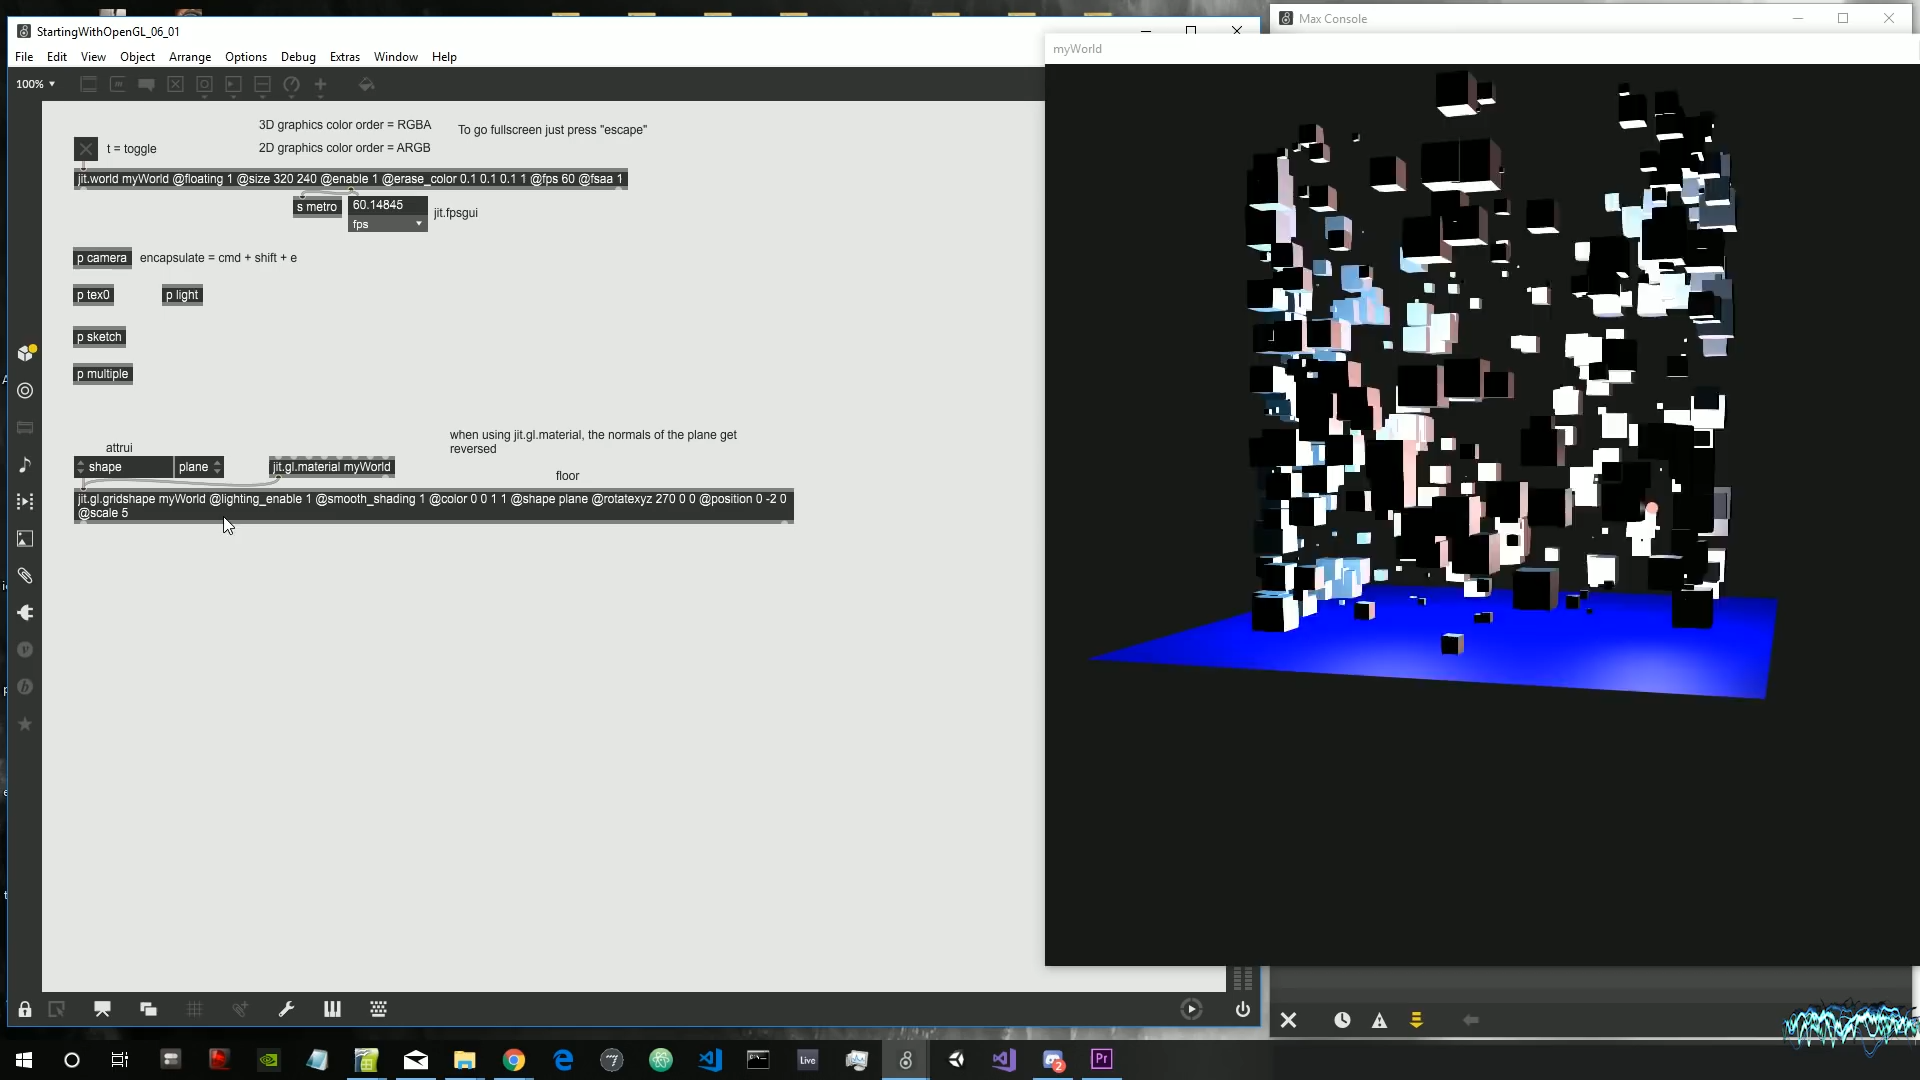 StartingWithOpenGL_06_01
Max Console
myWorld
File Edit View Object Arrange Options Debug Extras Window Help
100%
3D graphics color order = RGBA
To go fullscreen just press "escape"
t = toggle
2D graphics color order = ARGB
jit.world myWorld @floating 1 @size 320 240 @enable 1 @erase_color 0.1 0.1 0.1 1 @fps 60 @fsaa 1
s metro
60.14845
jit.fpsgui
fps
p camera
encapsulate = cmd + shift + e
p tex0
p light
p sketch
p multiple
when using jit.gl.material, the normals of the plane get
reversed
attrui
shape
plane
jit.gl.material myWorld
floor
jit.gl.gridshape myWorld @lighting_enable 1 @smooth_shading 1 @color 0 0 1 1 @shape plane @rotatexyz 270 0 0 @position 0 -2 0
@scale 5
Live
2
Pr